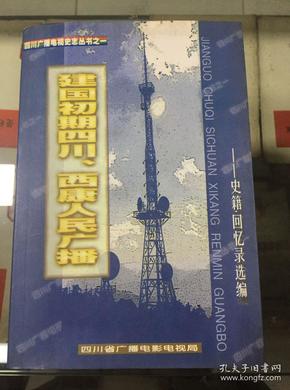 四川广播电视史志丛书之一
建国初期四川、西康人民广播
JIANGUO CHUQI SICHUAN XIKANG RENMIN GUANGBO
——史籍回忆录选编
四川省广播电影电视局
孔夫子旧书网